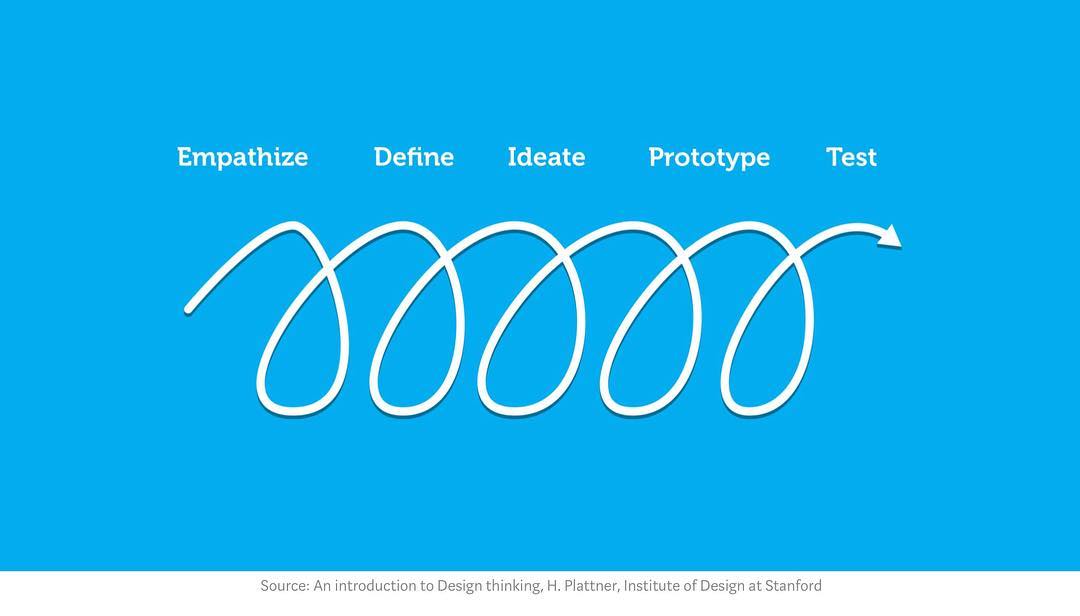 Empathize Define Ideate Prototype Test
Source: An introduction to Design thinking, H. Plattner, Institute of Design at Stanford